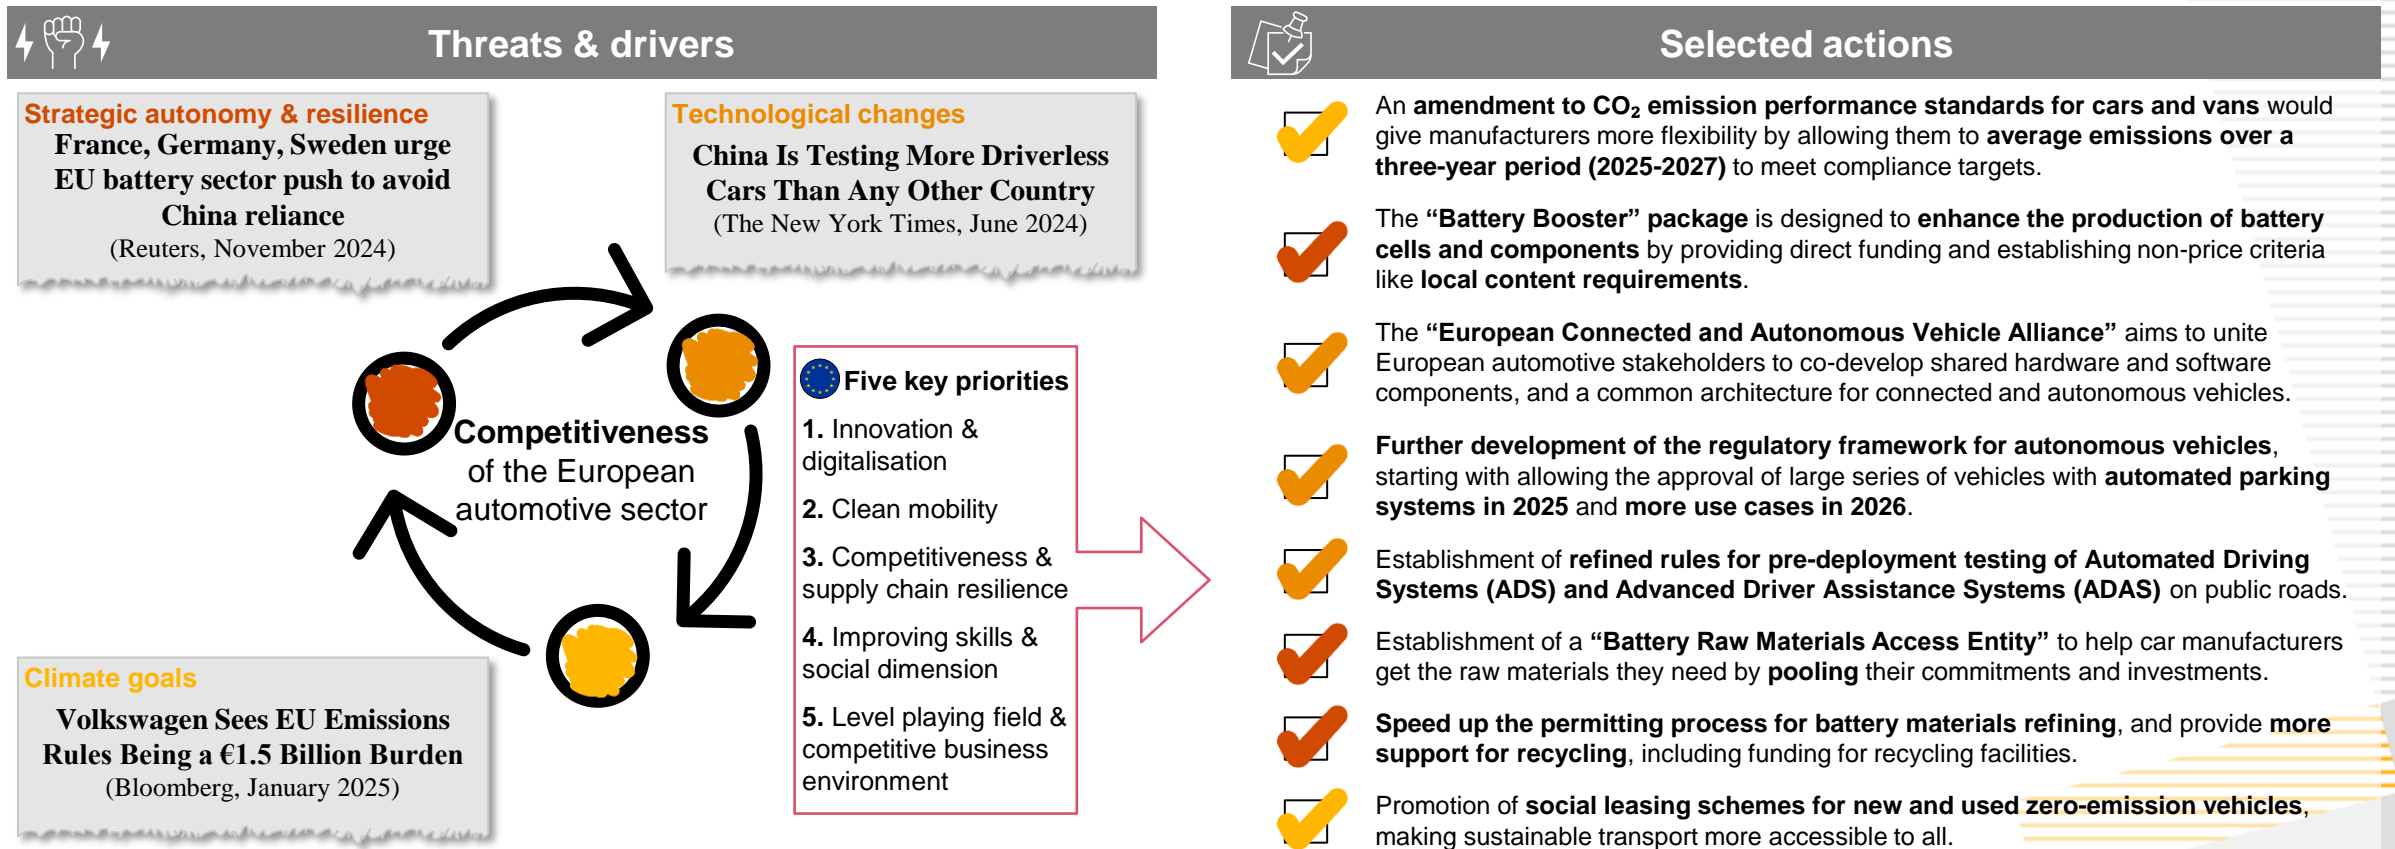 Threats & drivers
Strategic autonomy & resilience
France, Germany, Sweden urge
EU battery sector push to avoid
China reliance
(Reuters, November 2024)
Technological changes
China Is Testing More Driverless
Cars Than Any Other Country
(The New York Times, June 2024)
Competitiveness
of the European
automotive sector
Climate goals
Volkswagen Sees EU Emissions
Rules Being a €1.5 Billion Burden
(Bloomberg, January 2025)
Five key priorities
1. Innovation &
digitalisation
2. Clean mobility
3. Competitiveness &
supply chain resilience
4. Improving skills &
social dimension
5. Level playing field &
competitive business
environment
Selected actions
An amendment to CO₂ emission performance standards for cars and vans would
give manufacturers more flexibility by allowing them to average emissions over a
three-year period (2025-2027) to meet compliance targets.
The “Battery Booster” package is designed to enhance the production of battery
cells and components by providing direct funding and establishing non-price criteria
like local content requirements.
The “European Connected and Autonomous Vehicle Alliance” aims to unite
European automotive stakeholders to co-develop shared hardware and software
components, and a common architecture for connected and autonomous vehicles.
Further development of the regulatory framework for autonomous vehicles,
starting with allowing the approval of large series of vehicles with automated parking
systems in 2025 and more use cases in 2026.
Establishment of refined rules for pre-deployment testing of Automated Driving
Systems (ADS) and Advanced Driver Assistance Systems (ADAS) on public roads.
Establishment of a “Battery Raw Materials Access Entity” to help car manufacturers
get the raw materials they need by pooling their commitments and investments.
Speed up the permitting process for battery materials refining, and provide more
support for recycling, including funding for recycling facilities.
Promotion of social leasing schemes for new and used zero-emission vehicles,
making sustainable transport more accessible to all.